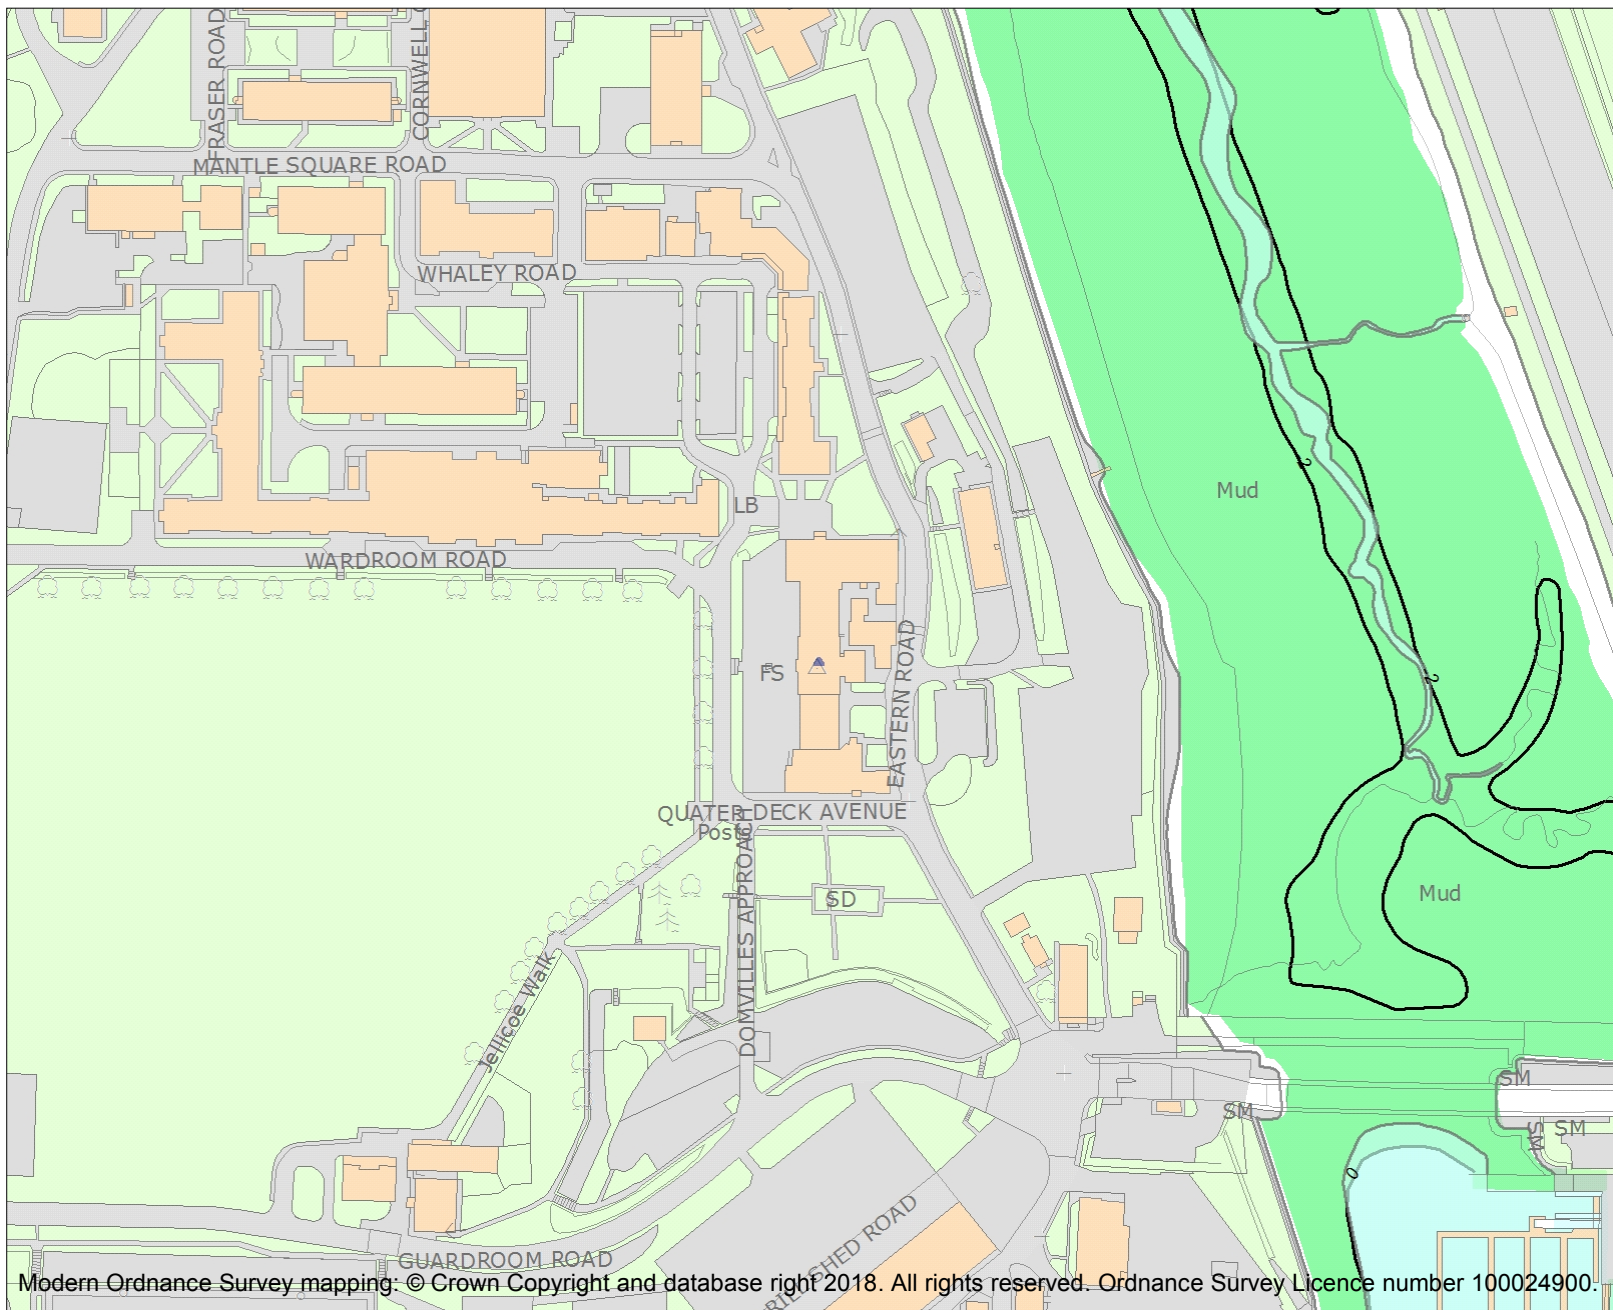 FRASER ROAD
CORNWELL
MANTLE SQUARE ROAD
WHALEY ROAD
2
Mud
LB
WARDROOM ROAD
FS
EASTERN ROAD
2
QUATER DECK AVENUE
Posts
DOMVILLES APPROACH
SD
Mud
Jellicoe Walk
SM
SM
SM
SM
0
SHED ROAD
GUARDROOM ROAD
Modern Ordnance Survey mapping: © Crown Copyright and database right 2018. All rights reserved. Ordnance Survey Licence number 100024900.